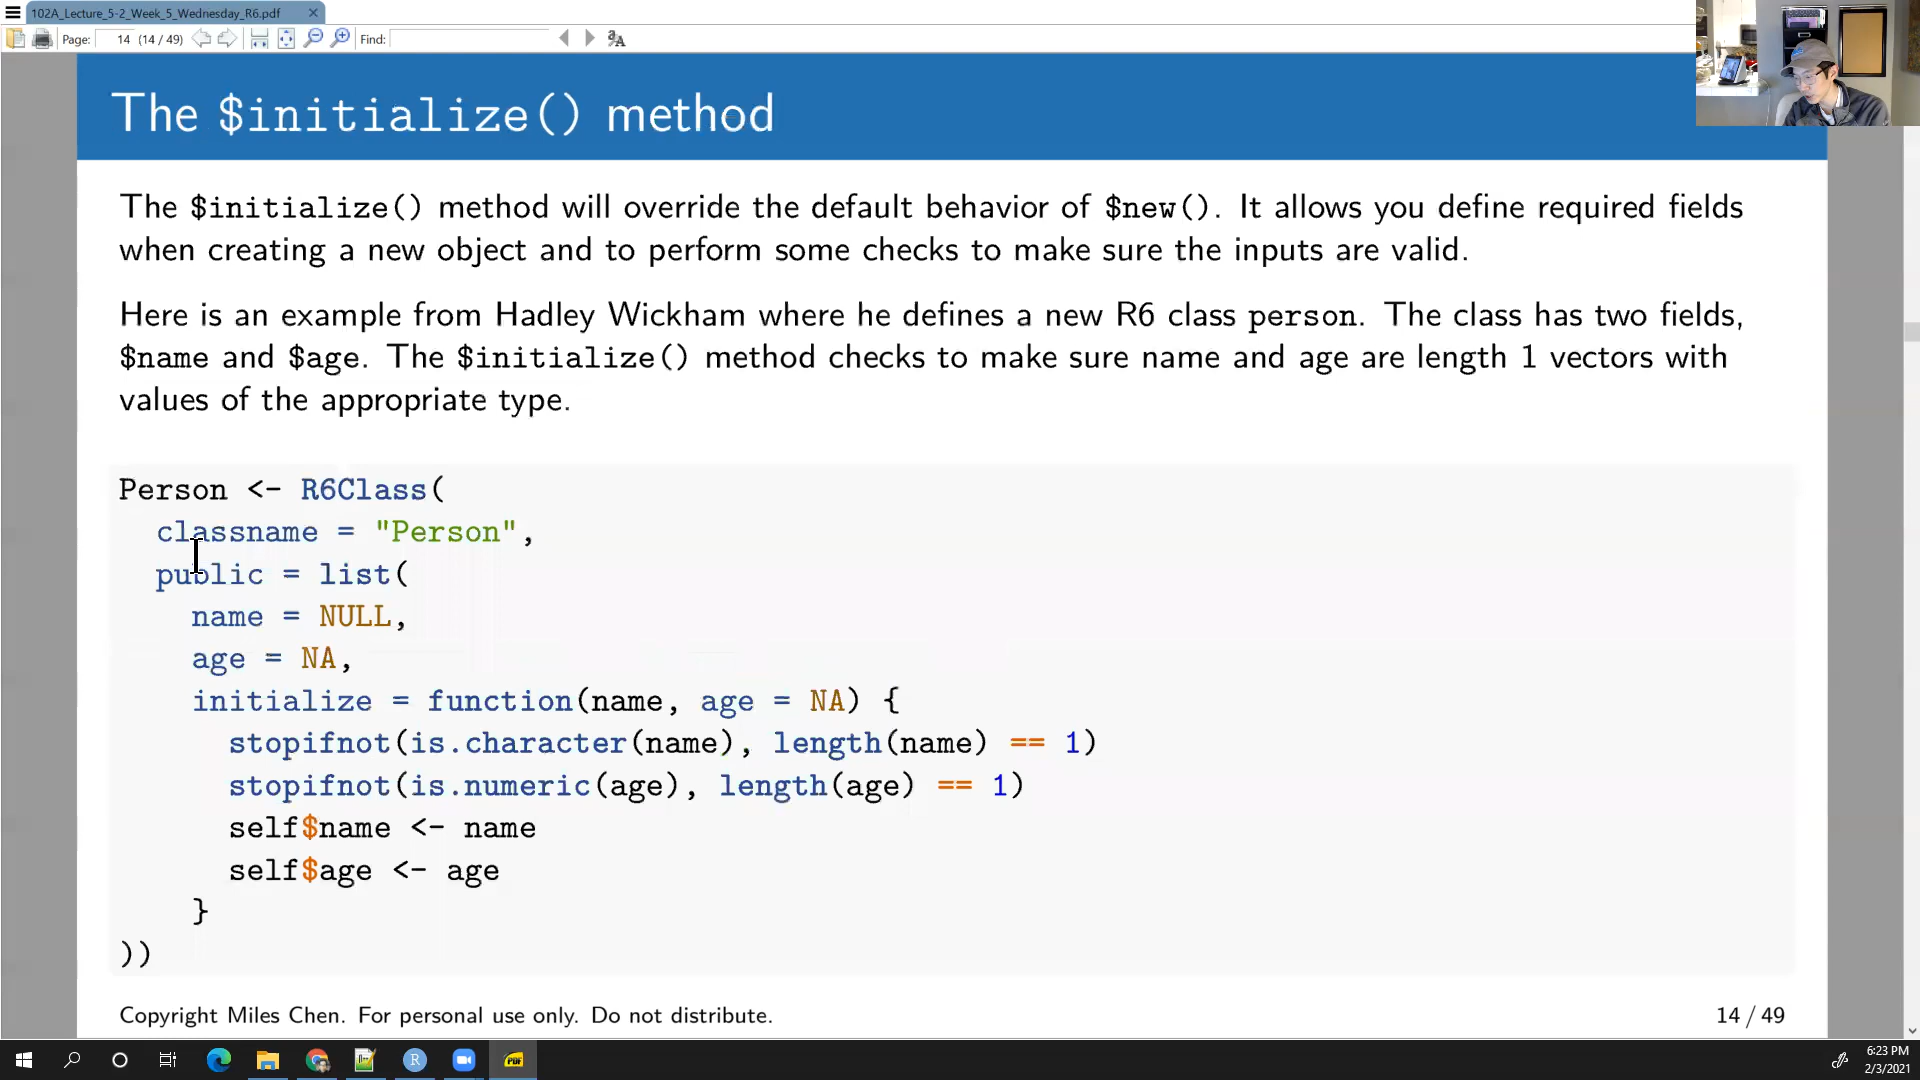 102A_Lecture_5-2_Week_5_Wednesday_R6.pdf
Page: 14 (14 / 49) Find:
The $initialize() method
The $initialize() method will override the default behavior of $new(). It allows you define required fields
when creating a new object and to perform some checks to make sure the inputs are valid.
Here is an example from Hadley Wickham where he defines a new R6 class person. The class has two fields,
$name and $age. The $initialize() method checks to make sure name and age are length 1 vectors with
values of the appropriate type.
Person <- R6Class(
  classname = "Person",
  public = list(
    name = NULL,
    age = NA,
    initialize = function(name, age = NA) {
      stopifnot(is.character(name), length(name) == 1)
      stopifnot(is.numeric(age), length(age) == 1)
      self$name <- name
      self$age <- age
    }
))
Copyright Miles Chen. For personal use only. Do not distribute.
14 / 49
6:23 PM
2/3/2021